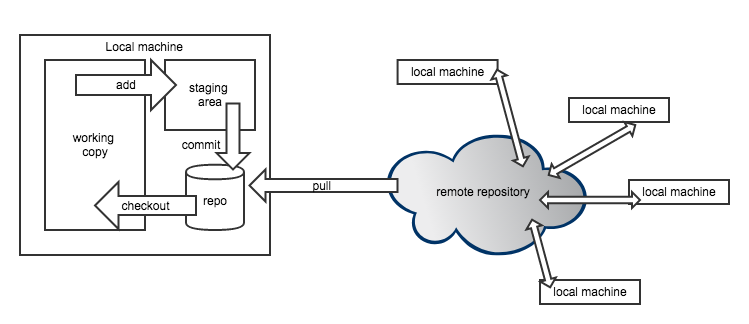 Local machine
add
staging
area
working
copy
commit
checkout
repo
pull
remote repository
local machine
local machine
local machine
local machine